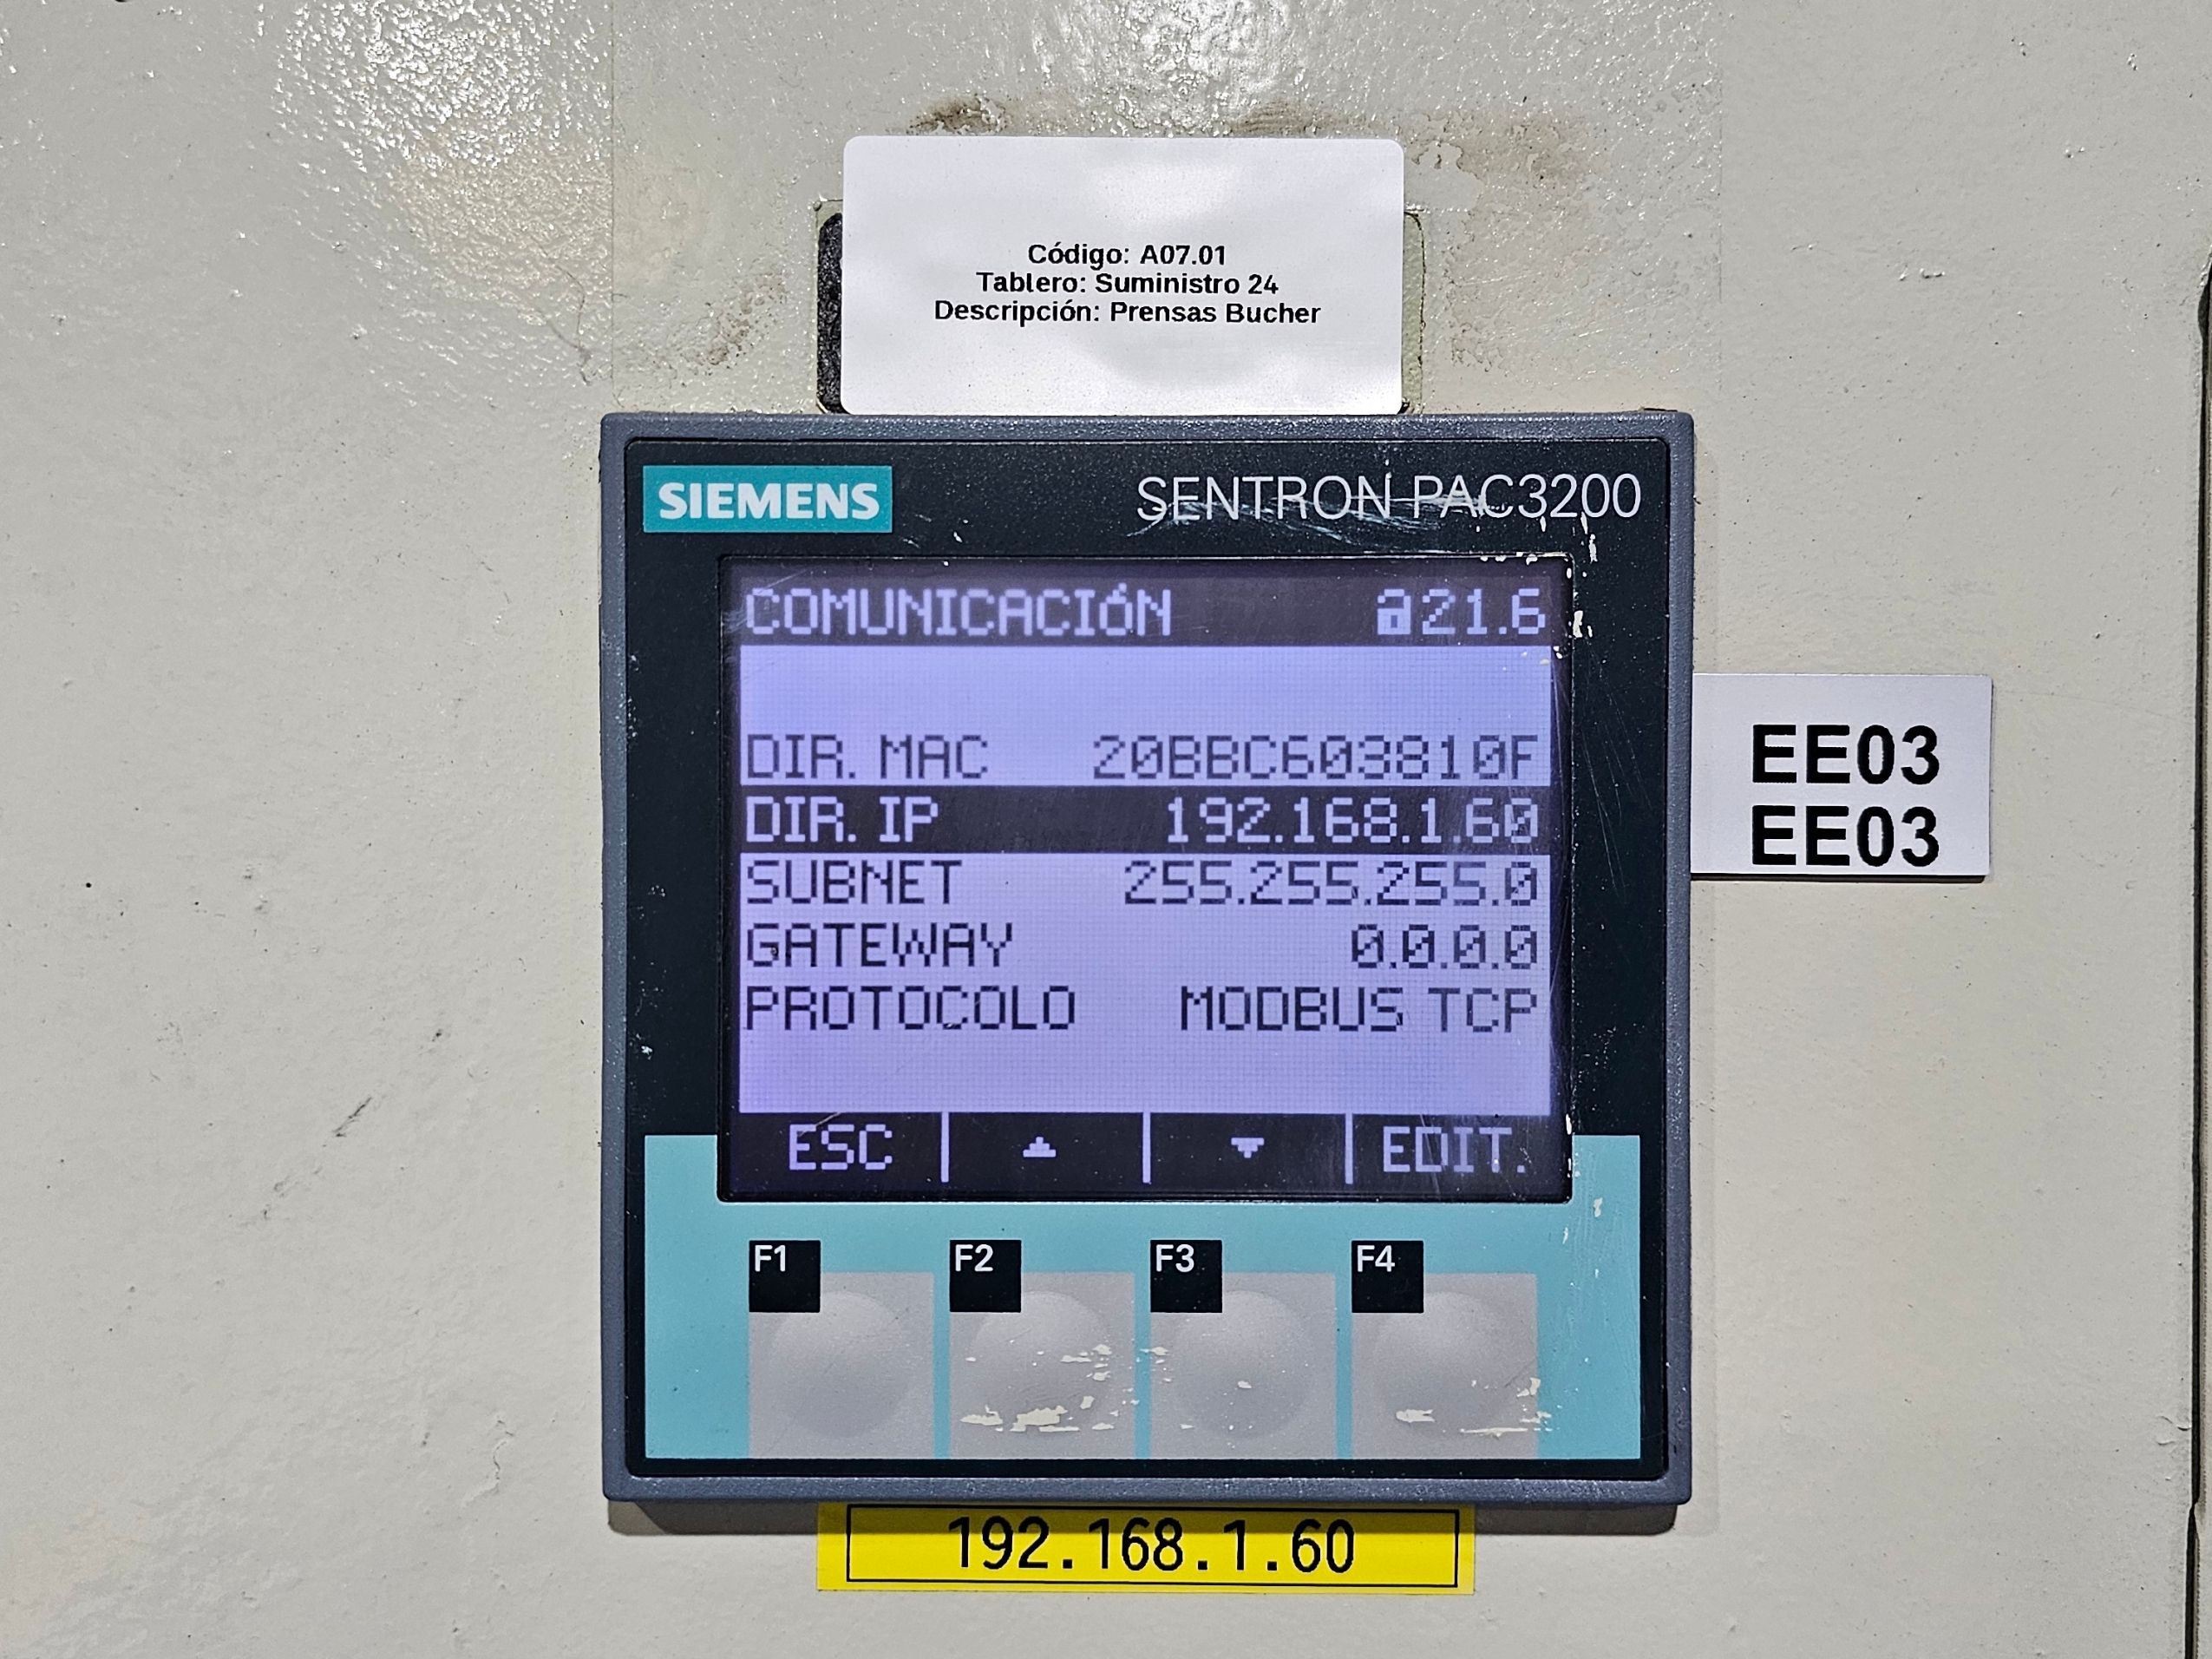 Código: A07.01
Tablero: Suministro 24
Descripción: Prensas Bucher
SIEMENS
SENTRON PAC3200
COMUNICACIÓN 21.6
DIR. MAC 20BBC603810F
DIR. IP 192.168.1.60
SUBNET 255.255.255.0
GATEWAY 0.0.0.0
PROTOCOLO MODBUS TCP
ESC ▲ ▼ EDIT.
F1 F2 F3 F4
EE03
EE03
192.168.1.60